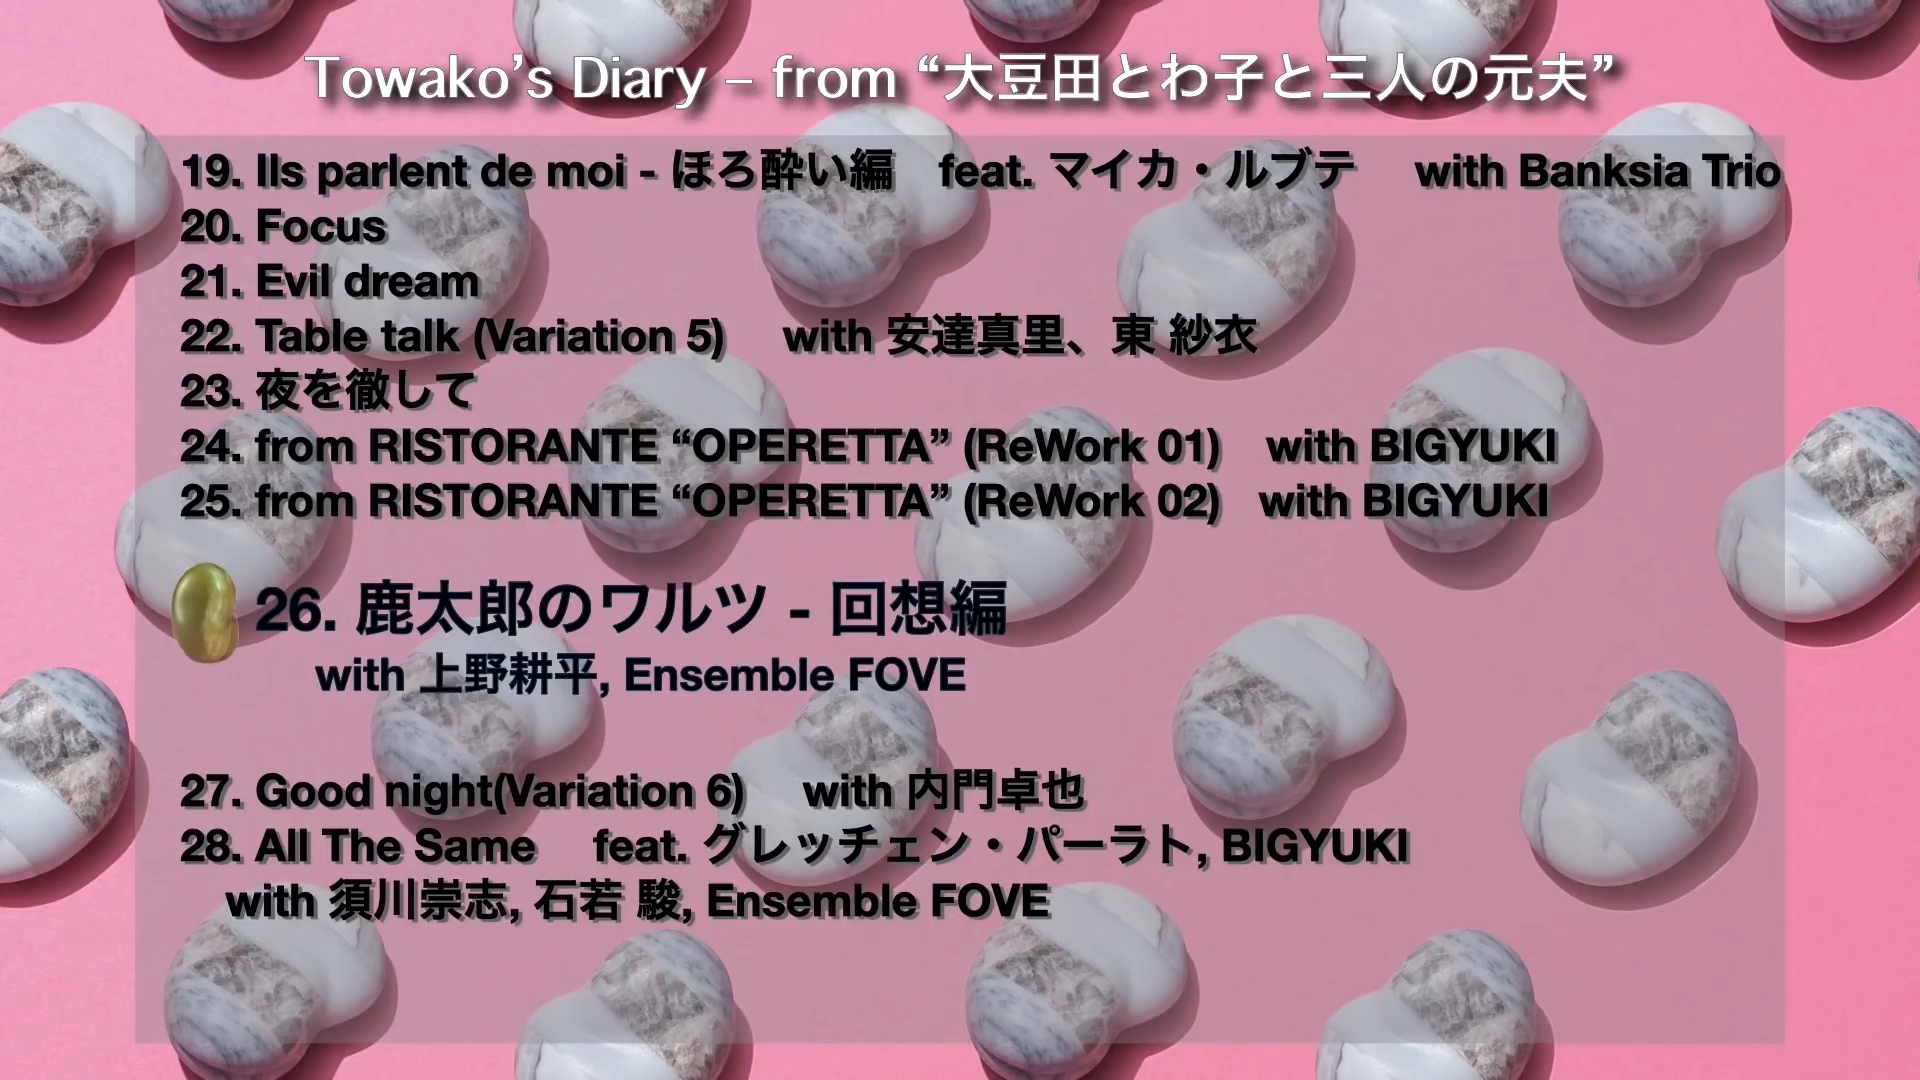 Towako’s Diary – from “大豆田とわ子と三人の元夫”
19. Ils parlent de moi - ほろ酔い編　feat. マイカ・ルブテ　with Banksia Trio
20. Focus
21. Evil dream
22. Table talk (Variation 5)　with 安達真里、東 紗衣
23. 夜を徹して
24. from RISTORANTE “OPERETTA” (ReWork 01)　with BIGYUKI
25. from RISTORANTE “OPERETTA” (ReWork 02)　with BIGYUKI
26. 鹿太郎のワルツ - 回想編
with 上野耕平, Ensemble FOVE
27. Good night(Variation 6)　with 内門卓也
28. All The Same　feat. グレッチェン・パーラト, BIGYUKI
with 須川崇志, 石若 駿, Ensemble FOVE